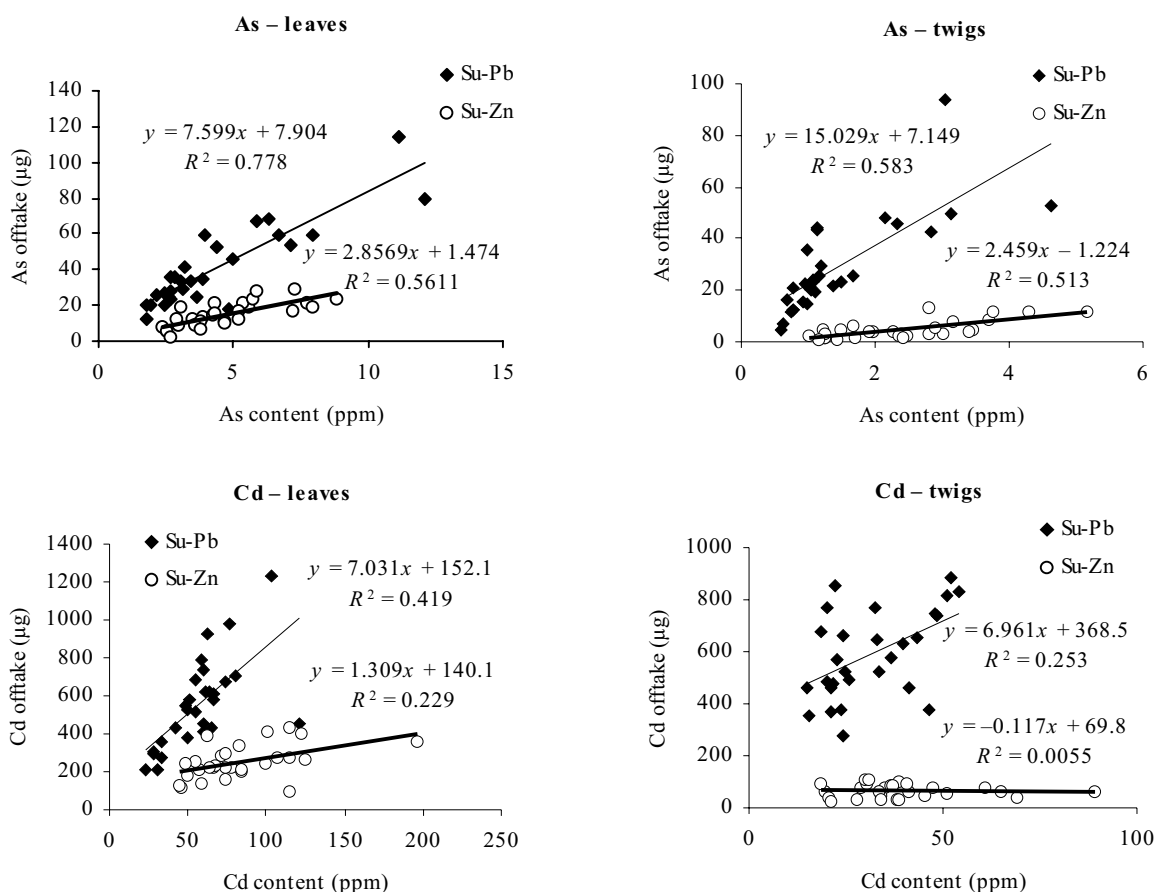 As – leaves
Su-Pb
Su-Zn
140
120
100
80
60
40
20
0
0
5
10
15
As offtake (µg)
As content (ppm)
y = 7.599x + 7.904
R² = 0.778
y = 2.8569x + 1.474
R² = 0.5611
As – twigs
Su-Pb
Su-Zn
100
80
60
40
20
0
0
2
4
6
As offtake (µg)
As content (ppm)
y = 15.029x + 7.149
R² = 0.583
y = 2.459x – 1.224
R² = 0.513
Cd – leaves
Su-Pb
Su-Zn
1400
1200
1000
800
600
400
200
0
0
50
100
150
200
250
Cd offtake (µg)
Cd content (ppm)
y = 7.031x + 152.1
R² = 0.419
y = 1.309x + 140.1
R² = 0.229
Cd – twigs
Su-Pb
Su-Zn
1000
800
600
400
200
0
0
50
100
Cd offtake (µg)
Cd content (ppm)
y = 6.961x + 368.5
R² = 0.253
y = –0.117x + 69.8
R² = 0.0055